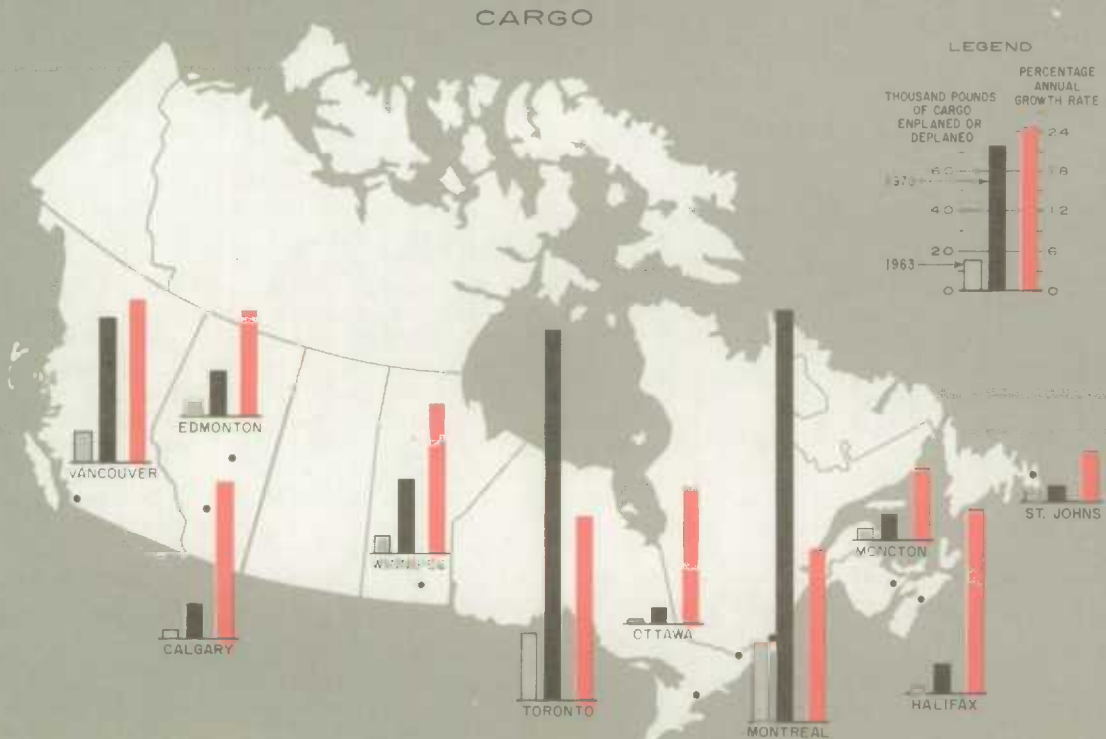 CARGO
LEGEND
THOUSAND POUNDS
OF CARGO
ENPLANED OR
DEPLANED
PERCENTAGE
ANNUAL
GROWTH RATE
24
60
18
40
12
20
6
1963
0
0
VANCOUVER
EDMONTON
CALGARY
WINNIPEG
TORONTO
OTTAWA
MONTREAL
MONCTON
HALIFAX
ST. JOHNS